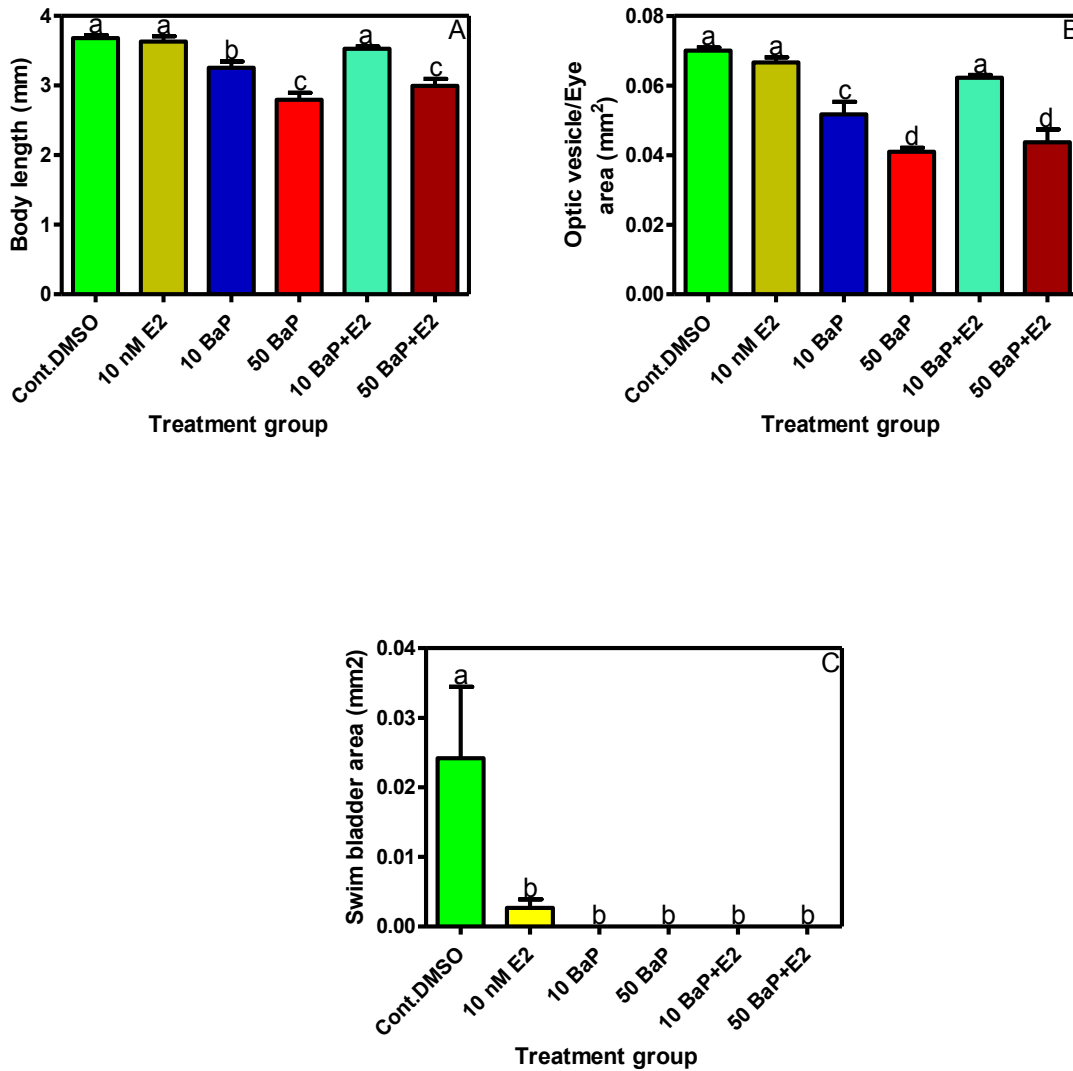 A
4
3
2
1
0
Body length (mm)
a
a
b
c
a
c
Cont.DMSO
10 nM E2
10 BaP
50 BaP
10 BaP+E2
50 BaP+E2
Treatment group
0.08
0.06
0.04
0.02
0.00
Optic vesicle/Eye
area (mm²)
a
a
c
d
a
d
Cont.DMSO
10 nM E2
10 BaP
50 BaP
10 BaP+E2
50 BaP+E2
Treatment group
C
0.04
0.03
0.02
0.01
0.00
Swim bladder area (mm2)
a
b
b
b
b
b
Cont.DMSO
10 nM E2
10 BaP
50 BaP
10 BaP+E2
50 BaP+E2
Treatment group